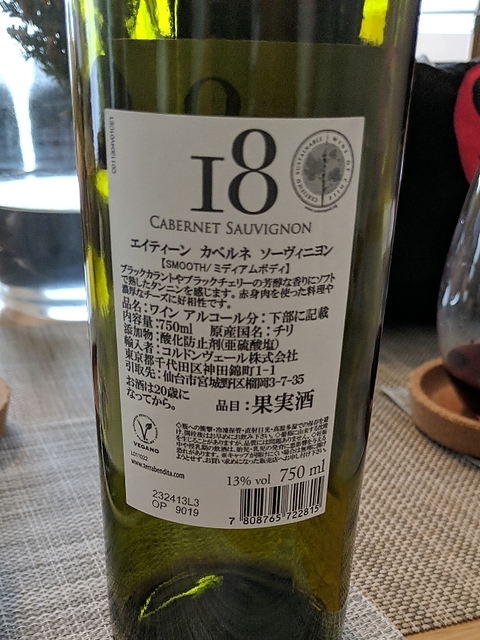 18
CABERNET SAUVIGNON
エイティーン カベルネ ソーヴィニヨン
【SMOOTH/ミディアムボディ】
ブラックカラントやブラックチェリーの芳醇な香りにソフト
で熟したタンニンを感じます。赤身肉を使った料理や
濃厚なチーズに好相性です。
品名:ワイン アルコール分:下部に記載
内容量:750ml 原産国名:チリ
添加物:酸化防止剤(亜硫酸塩)
輸入者:コルドンヴェール株式会社
東京都千代田区神田錦町1-1
引取先:仙台市宮城野区榴岡3-7-35
お酒は20歳に
なってから。
品目:果実酒
VEGANO
www.terrabendita.com
13% vol 750 ml
232413L3
OP 9019
7 808765 722815
CERTIFIED SUSTAINABLE WINE OF CHILE